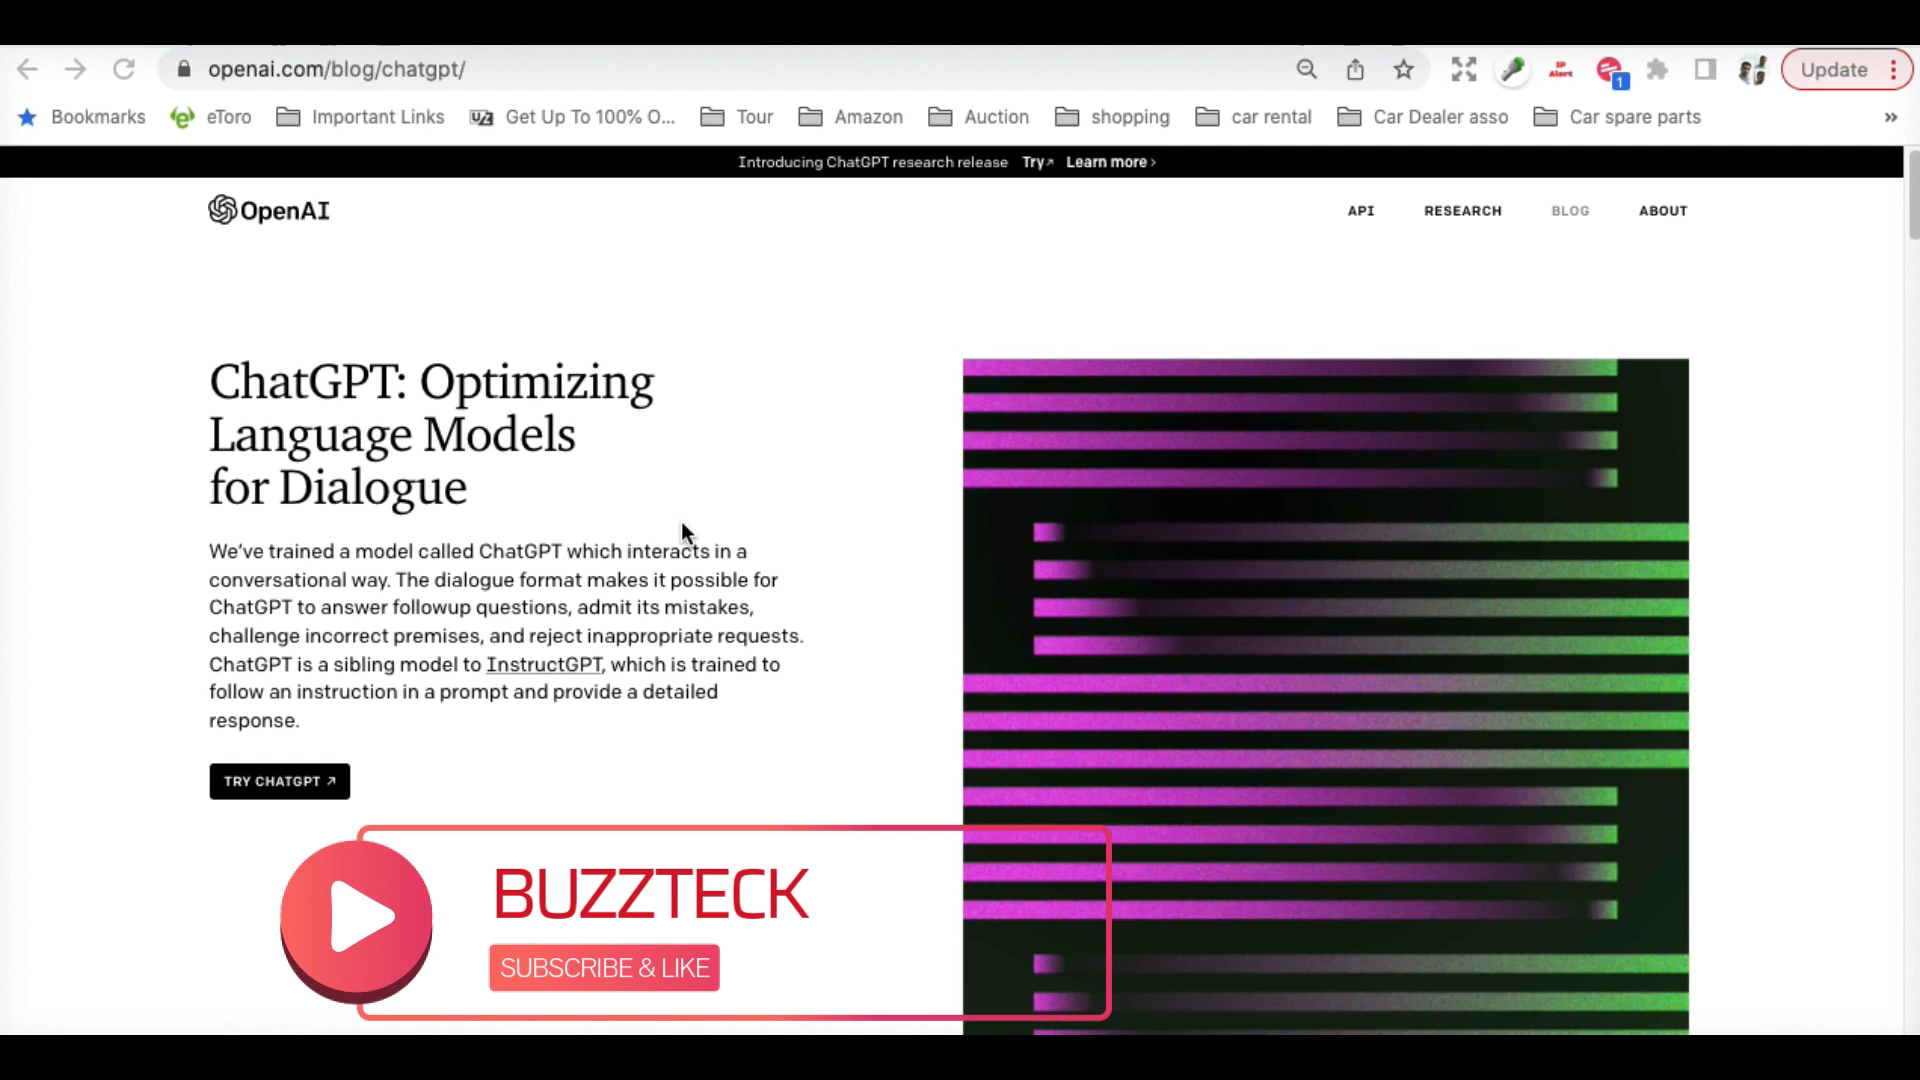 openai.com/blog/chatgpt/
IP
Alert
1
Update
Bookmarks eToro Important Links Get Up To 100% O... Tour Amazon Auction shopping car rental Car Dealer asso Car spare parts »
Introducing ChatGPT research release Try↗ Learn more ›
OpenAI
API RESEARCH BLOG ABOUT
ChatGPT: Optimizing
Language Models
for Dialogue
We’ve trained a model called ChatGPT which interacts in a
conversational way. The dialogue format makes it possible for
ChatGPT to answer followup questions, admit its mistakes,
challenge incorrect premises, and reject inappropriate requests.
ChatGPT is a sibling model to InstructGPT, which is trained to
follow an instruction in a prompt and provide a detailed
response.
TRY CHATGPT ↗
BUZZTECK
SUBSCRIBE & LIKE